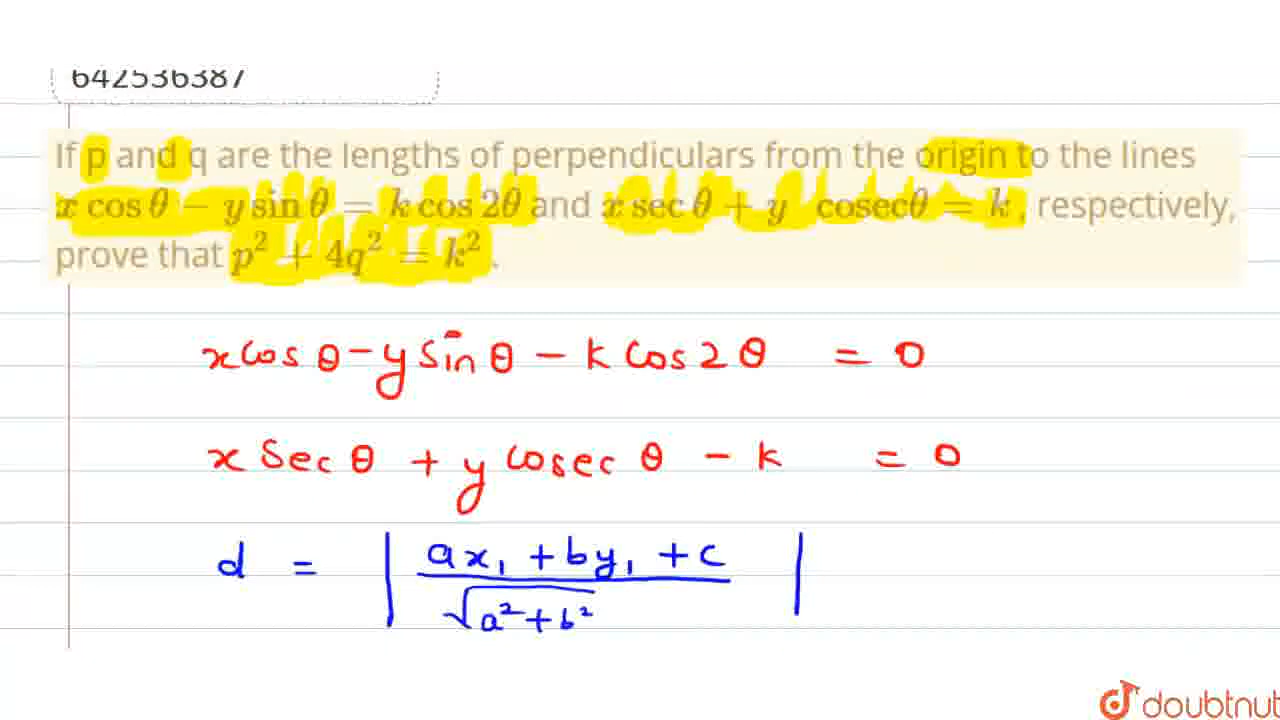 642536387
If p and q are the lengths of perpendiculars from the origin to the lines
x cos θ − y sin θ = k cos 2θ and x sec θ + y cosecθ = k, respectively,
prove that p² + 4q² = k².
x cos θ − y sin θ − k cos 2 θ = 0
x sec θ + y cosec θ − k = 0
d = | ax₁ + by₁ + c / √a² + b² |
doubtnut